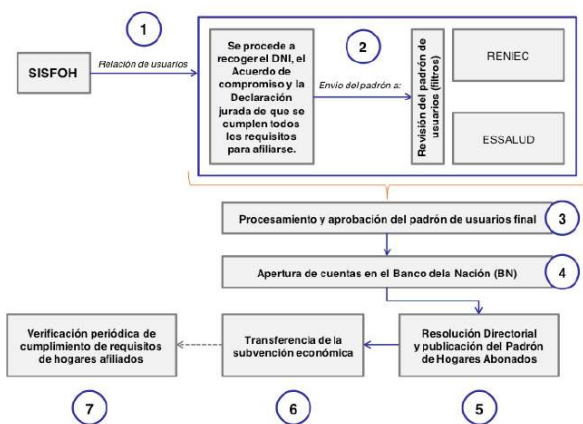 1
SISFOH
Relación de usuarios
Se procede a
recoger el DNI, el
Acuerdo de
compromiso y la
Declaración
jurada de que se
cumplen todos
los requisitos
para afiliarse.
2
Envio del padrón a:
Revisión del padrón de
usuarios (filtros)
RENIEC
ESSALUD
Procesamiento y aprobación del padrón de usuarios final
3
Apertura de cuentas en el Banco dela Nación (BN)
4
Verificación periódica de
cumplimiento de requisitos
de hogares afiliados
Transferencia de la
subvención económica
Resolución Directorial
y publicación del Padrón
de Hogares Abonados
7
6
5